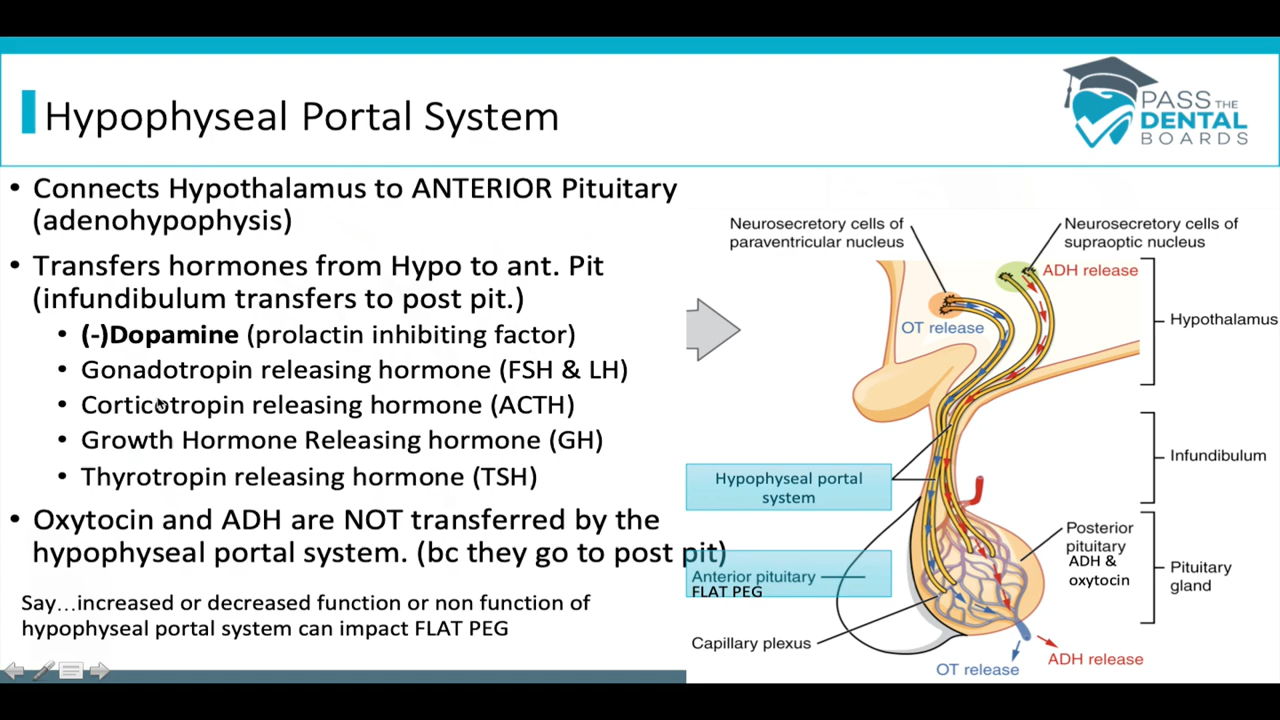 Hypophyseal Portal System
PASS THE
DENTAL
BOARDS
• Connects Hypothalamus to ANTERIOR Pituitary
(adenohypophysis)
• Transfers hormones from Hypo to ant. Pit
(infundibulum transfers to post pit.)
• (-)Dopamine (prolactin inhibiting factor)
• Gonadotropin releasing hormone (FSH & LH)
• Corticotropin releasing hormone (ACTH)
• Growth Hormone Releasing hormone (GH)
• Thyrotropin releasing hormone (TSH)
• Oxytocin and ADH are NOT transferred by the
hypophyseal portal system. (bc they go to post pit)
Say…increased or decreased function or non function of
hypophyseal portal system can impact FLAT PEG
Neurosecretory cells of
paraventricular nucleus
Neurosecretory cells of
supraoptic nucleus
ADH release
OT release
Hypothalamus
Hypophyseal portal
system
Infundibulum
Posterior
pituitary
ADH &
oxytocin
Pituitary
gland
Anterior pituitary
FLAT PEG
Capillary plexus
OT release
ADH release